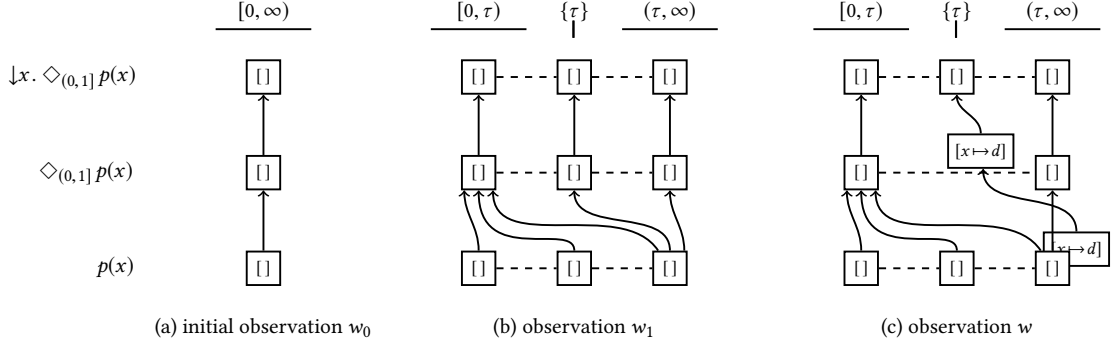 [0, ∞) [0, τ) {τ} (τ, ∞) [0, τ) {τ} (τ, ∞)
↓x. ◇(0,1] p(x) [] [] [] [] [] [] []
[x ↦ d]
◇(0,1] p(x) [] [] [] [] [] []
[x ↦ d]
p(x) [] [] [] [] [] [] []
(a) initial observation w₀ (b) observation w₁ (c) observation w